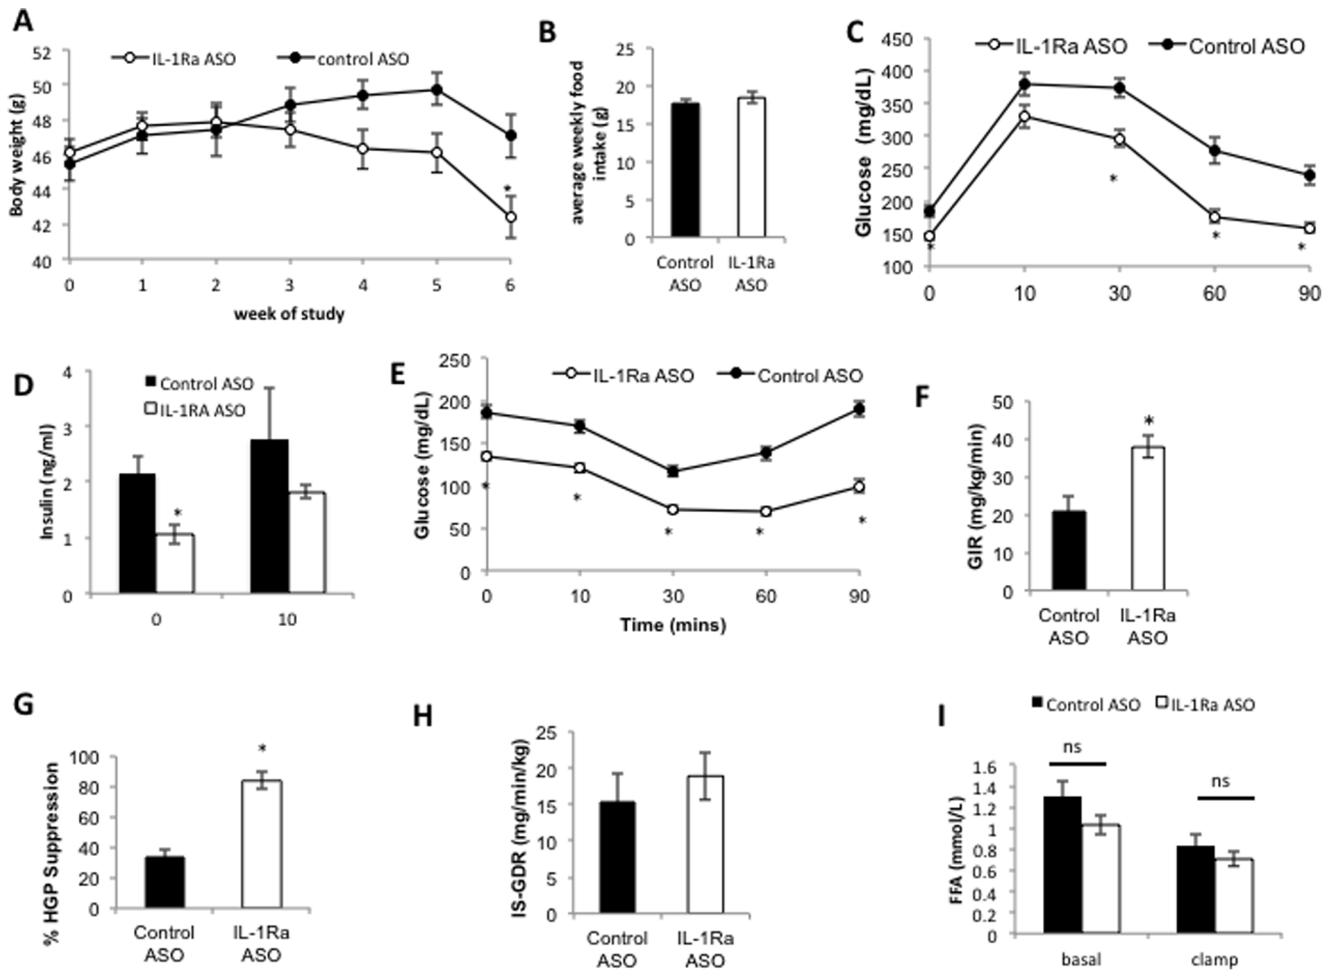 A
IL-1Ra ASO
control ASO
Body weight (g)
52
50
48
46
44
42
40
0 1 2 3 4 5 6
week of study
*
B
average weekly food
intake (g)
25
20
15
10
5
0
Control IL-1Ra
ASO ASO
C
IL-1Ra ASO
Control ASO
Glucose (mg/dL)
450
400
350
300
250
200
150
100
0 10 30 60 90
* * * *
D
Control ASO
IL-1RA ASO
Insulin (ng/ml)
4
3
2
1
0
*
0 10
E
IL-1Ra ASO
Control ASO
Glucose (mg/dL)
250
200
150
100
50
0
* * * * *
0 10 30 60 90
Time (mins)
F
GIR (mg/kg/min)
50
40
30
20
10
0
*
Control IL-1Ra
ASO ASO
G
% HGP Suppression
100
80
60
40
20
0
*
Control IL-1Ra
ASO ASO
H
IS-GDR (mg/min/kg)
25
20
15
10
5
0
Control IL-1Ra
ASO ASO
I
Control ASO
IL-1Ra ASO
FFA (mmol/L)
1.6
1.4
1.2
1
0.8
0.6
0.4
0.2
0
ns
ns
basal clamp